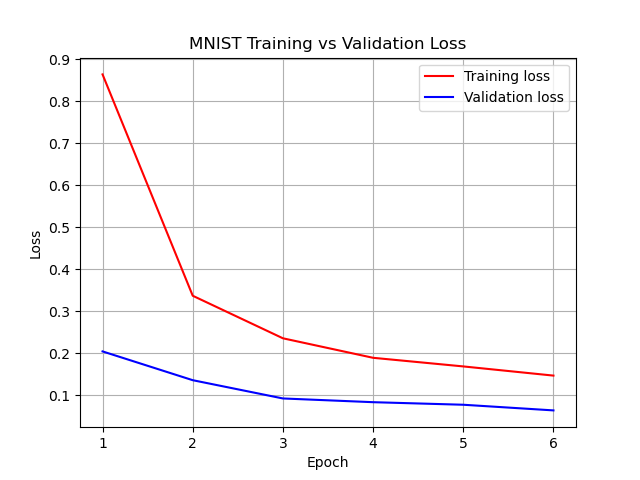 MNIST Training vs Validation Loss
Training loss
Validation loss
Loss
0.9
0.8
0.7
0.6
0.5
0.4
0.3
0.2
0.1
1 2 3 4 5 6
Epoch